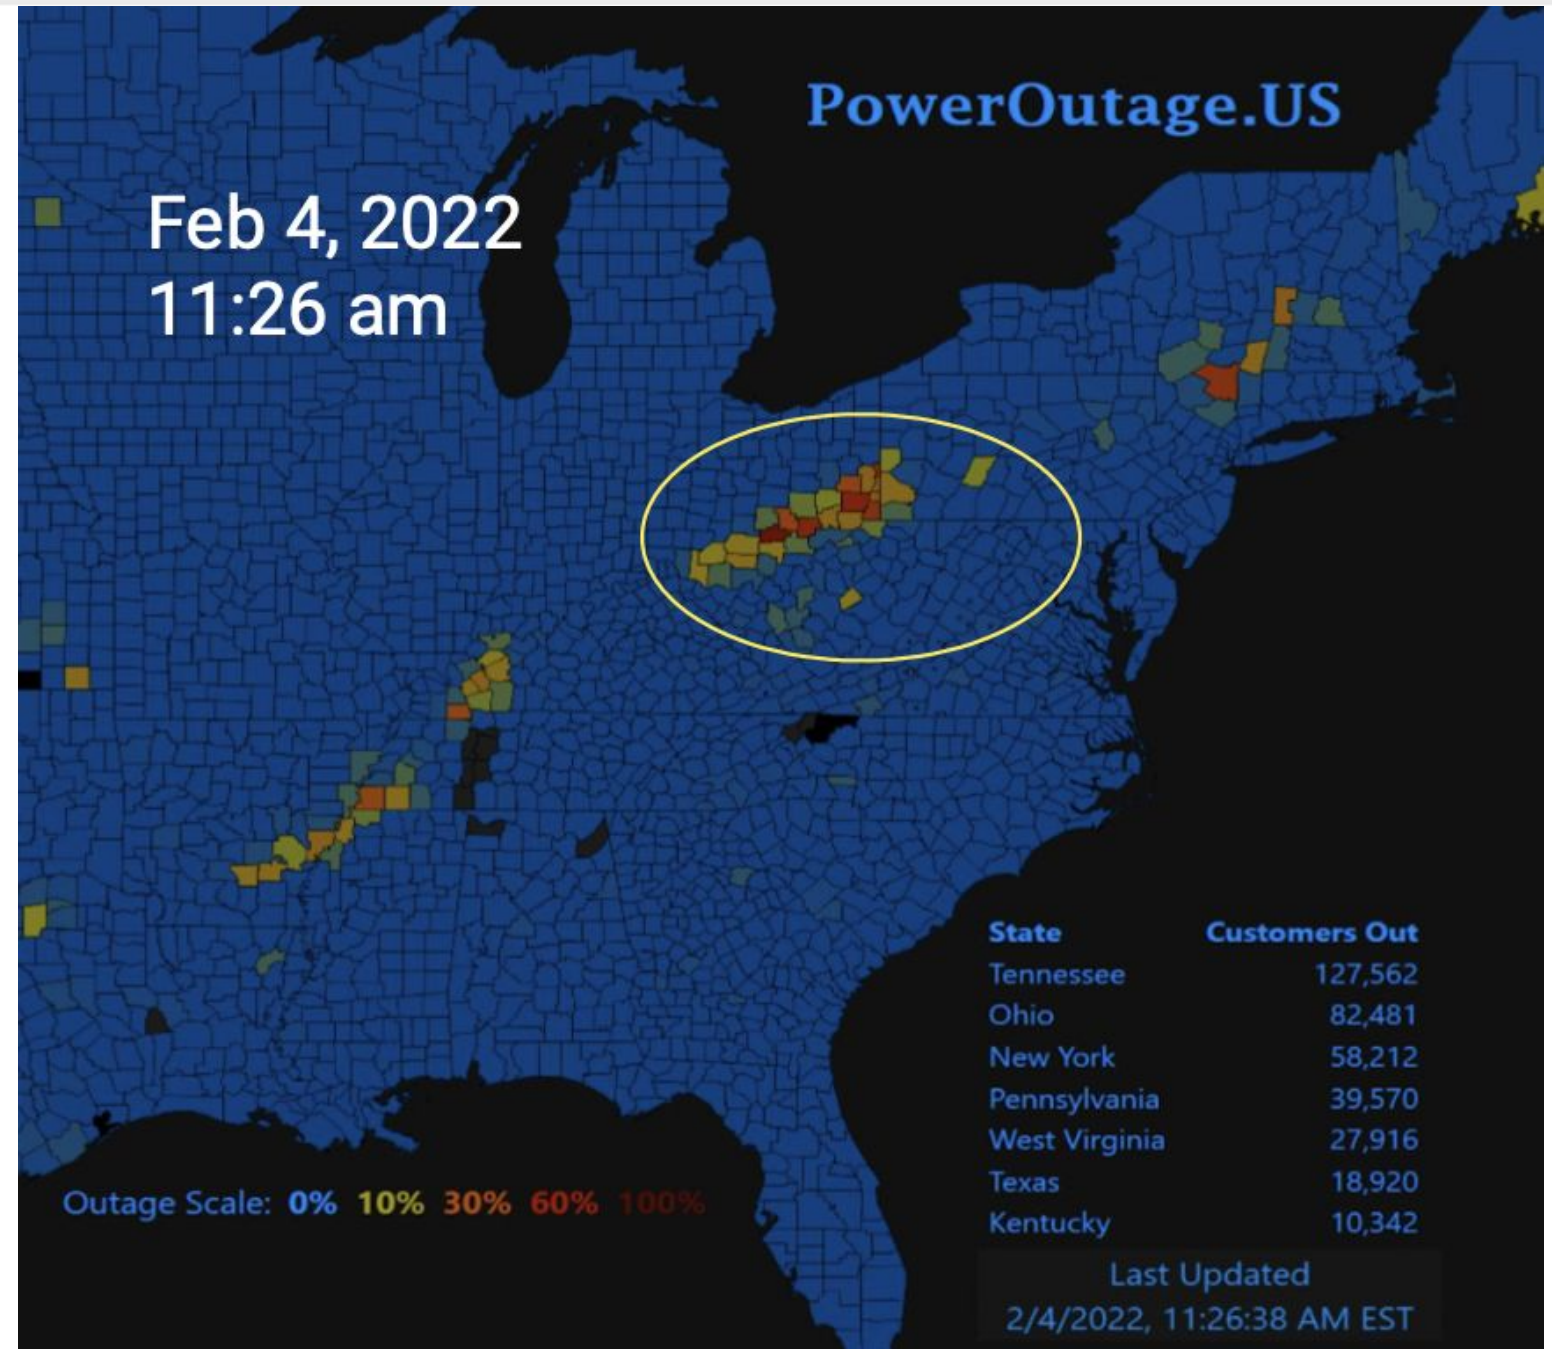 PowerOutage.US
Feb 4, 2022
11:26 am
State Customers Out
Tennessee 127,562
Ohio 82,481
New York 58,212
Pennsylvania 39,570
West Virginia 27,916
Texas 18,920
Kentucky 10,342
Outage Scale: 0% 10% 30% 60% 100%
Last Updated
2/4/2022, 11:26:38 AM EST